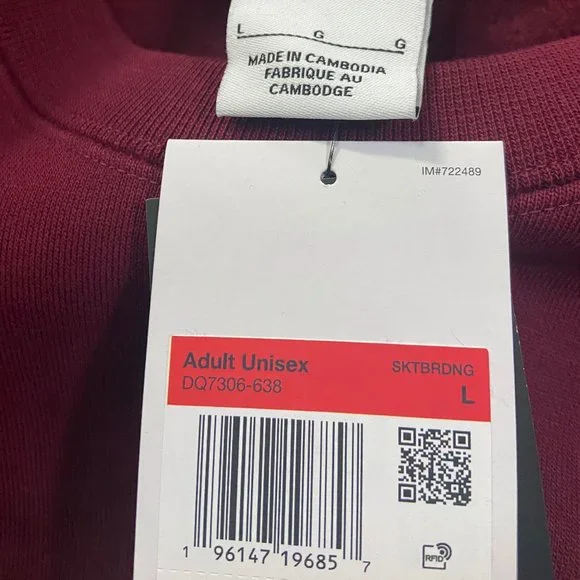 L G G
MADE IN CAMBODIA
FABRIQUE AU
CAMBODGE
IM#722489
Adult Unisex SKTBRDNG
DQ7306-638 L
1 96147 19685 7
RFID